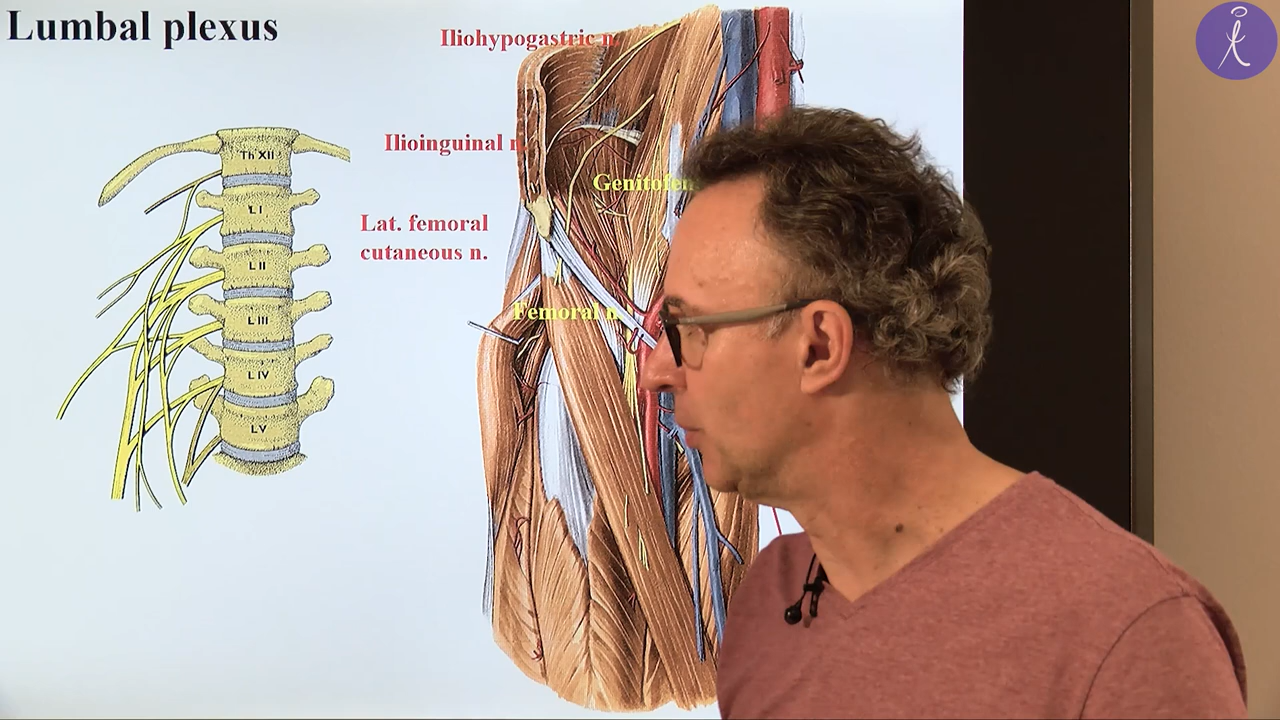 Lumbal plexus
Iliohypogastric n.
Ilioinguinal n.
Genitofem
Lat. femoral
cutaneous n.
Femoral n.
Th XII
L I
L II
L III
L IV
L V